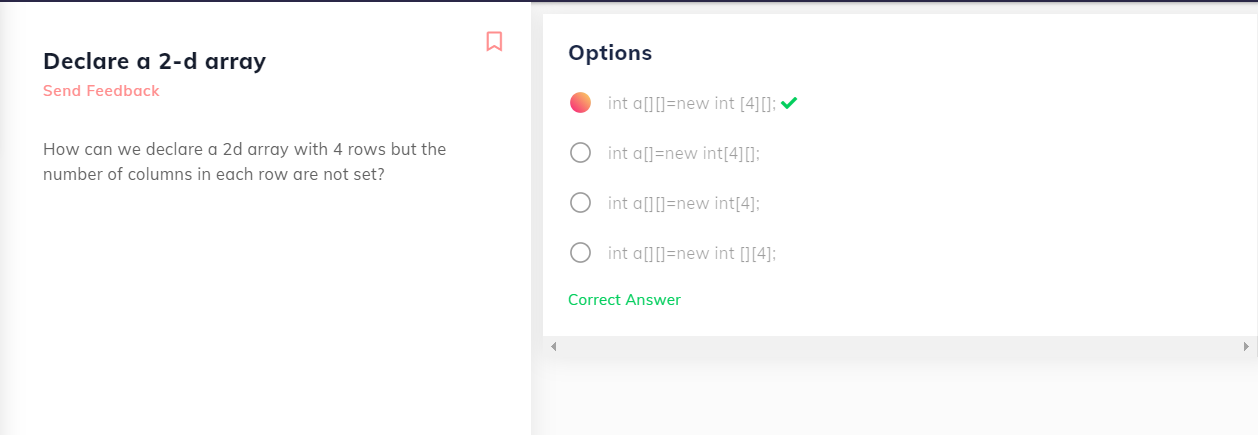 Declare a 2-d array
Send Feedback
How can we declare a 2d array with 4 rows but the
number of columns in each row are not set?
Options
int a[][]=new int [4][];
int a[]=new int[4][];
int a[][]=new int[4];
int a[][]=new int [][4];
Correct Answer